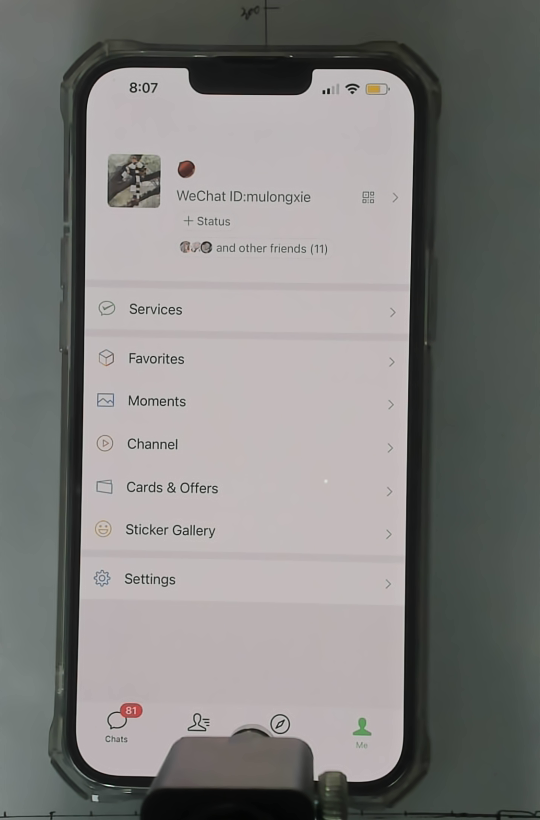 200
8:07
WeChat ID:mulongxie
+ Status
and other friends (11)
Services
Favorites
Moments
Channel
Cards & Offers
Sticker Gallery
Settings
81
Chats
Me